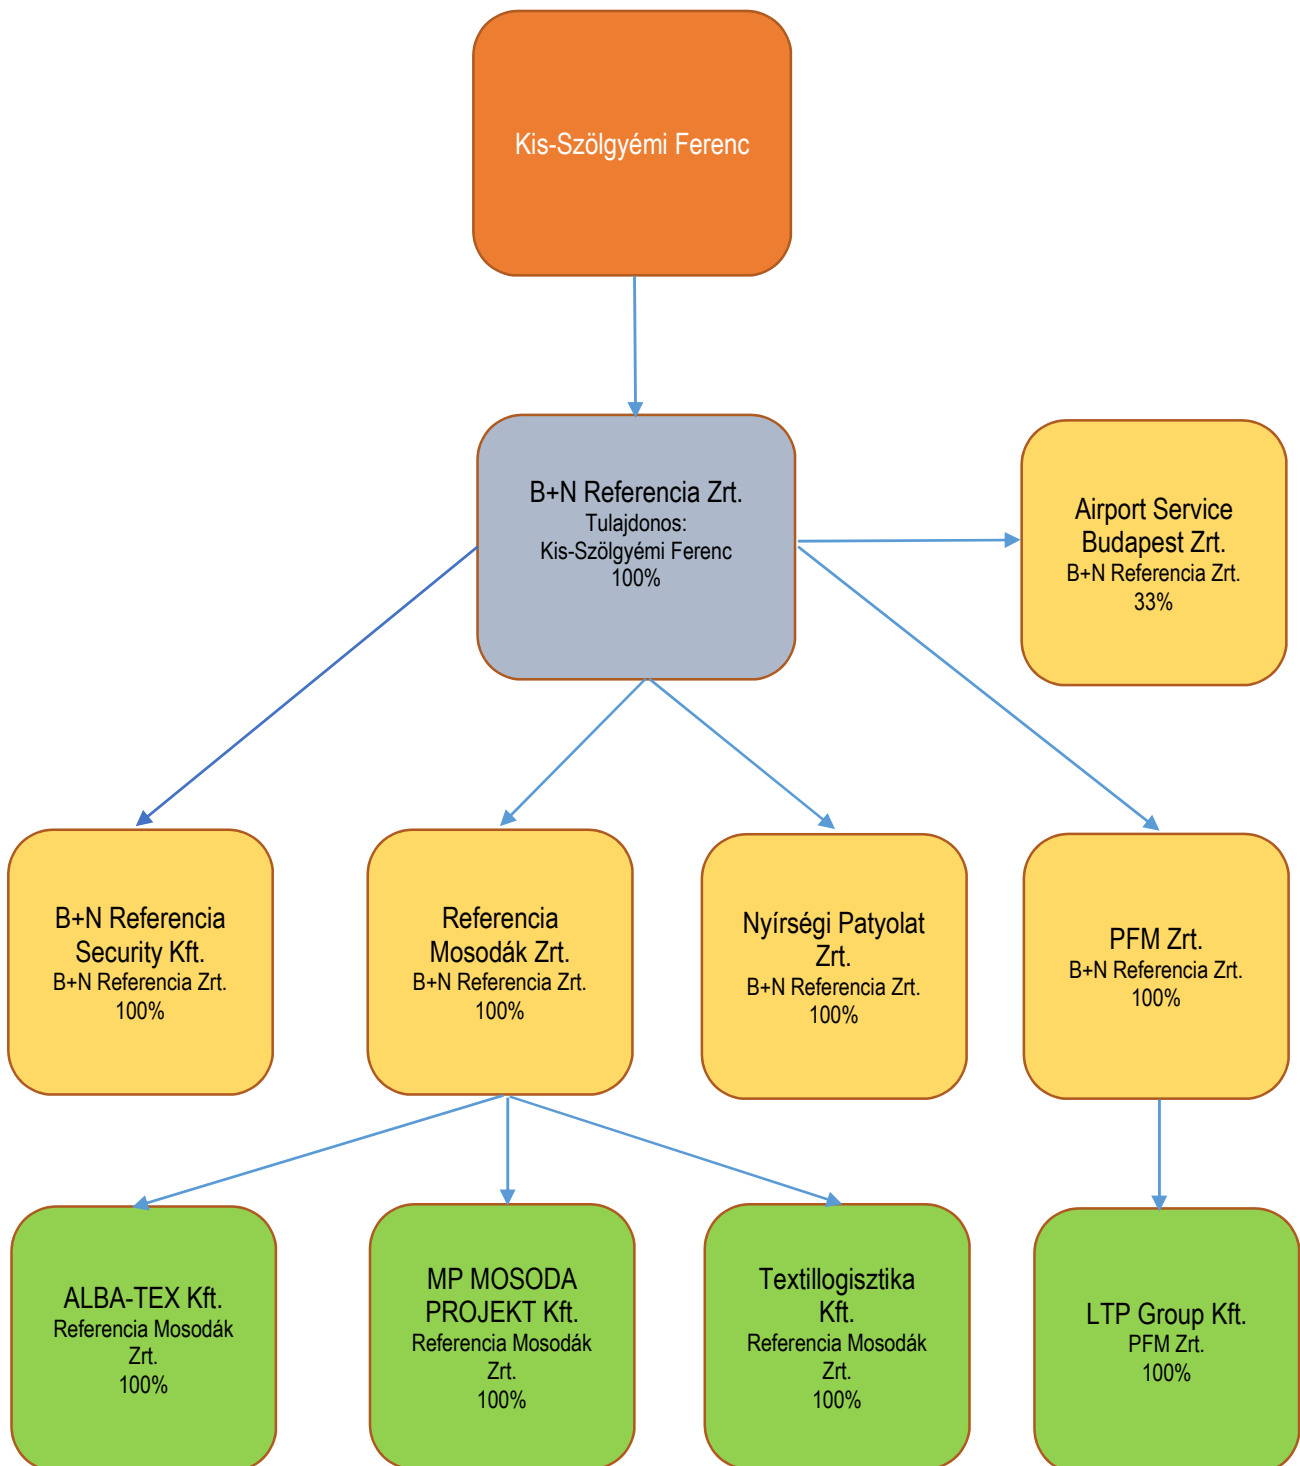 Kis-Szölgyémi Ferenc
B+N Referencia Zrt.
Tulajdonos:
Kis-Szölgyémi Ferenc
100%
Airport Service
Budapest Zrt.
B+N Referencia Zrt.
33%
B+N Referencia
Security Kft.
B+N Referencia Zrt.
100%
Referencia
Mosodák Zrt.
B+N Referencia Zrt.
100%
Nyírségi Patyolat
Zrt.
B+N Referencia Zrt.
100%
PFM Zrt.
B+N Referencia Zrt.
100%
ALBA-TEX Kft.
Referencia Mosodák
Zrt.
100%
MP MOSODA
PROJEKT Kft.
Referencia Mosodák
Zrt.
100%
Textillogisztika
Kft.
Referencia Mosodák
Zrt.
100%
LTP Group Kft.
PFM Zrt.
100%